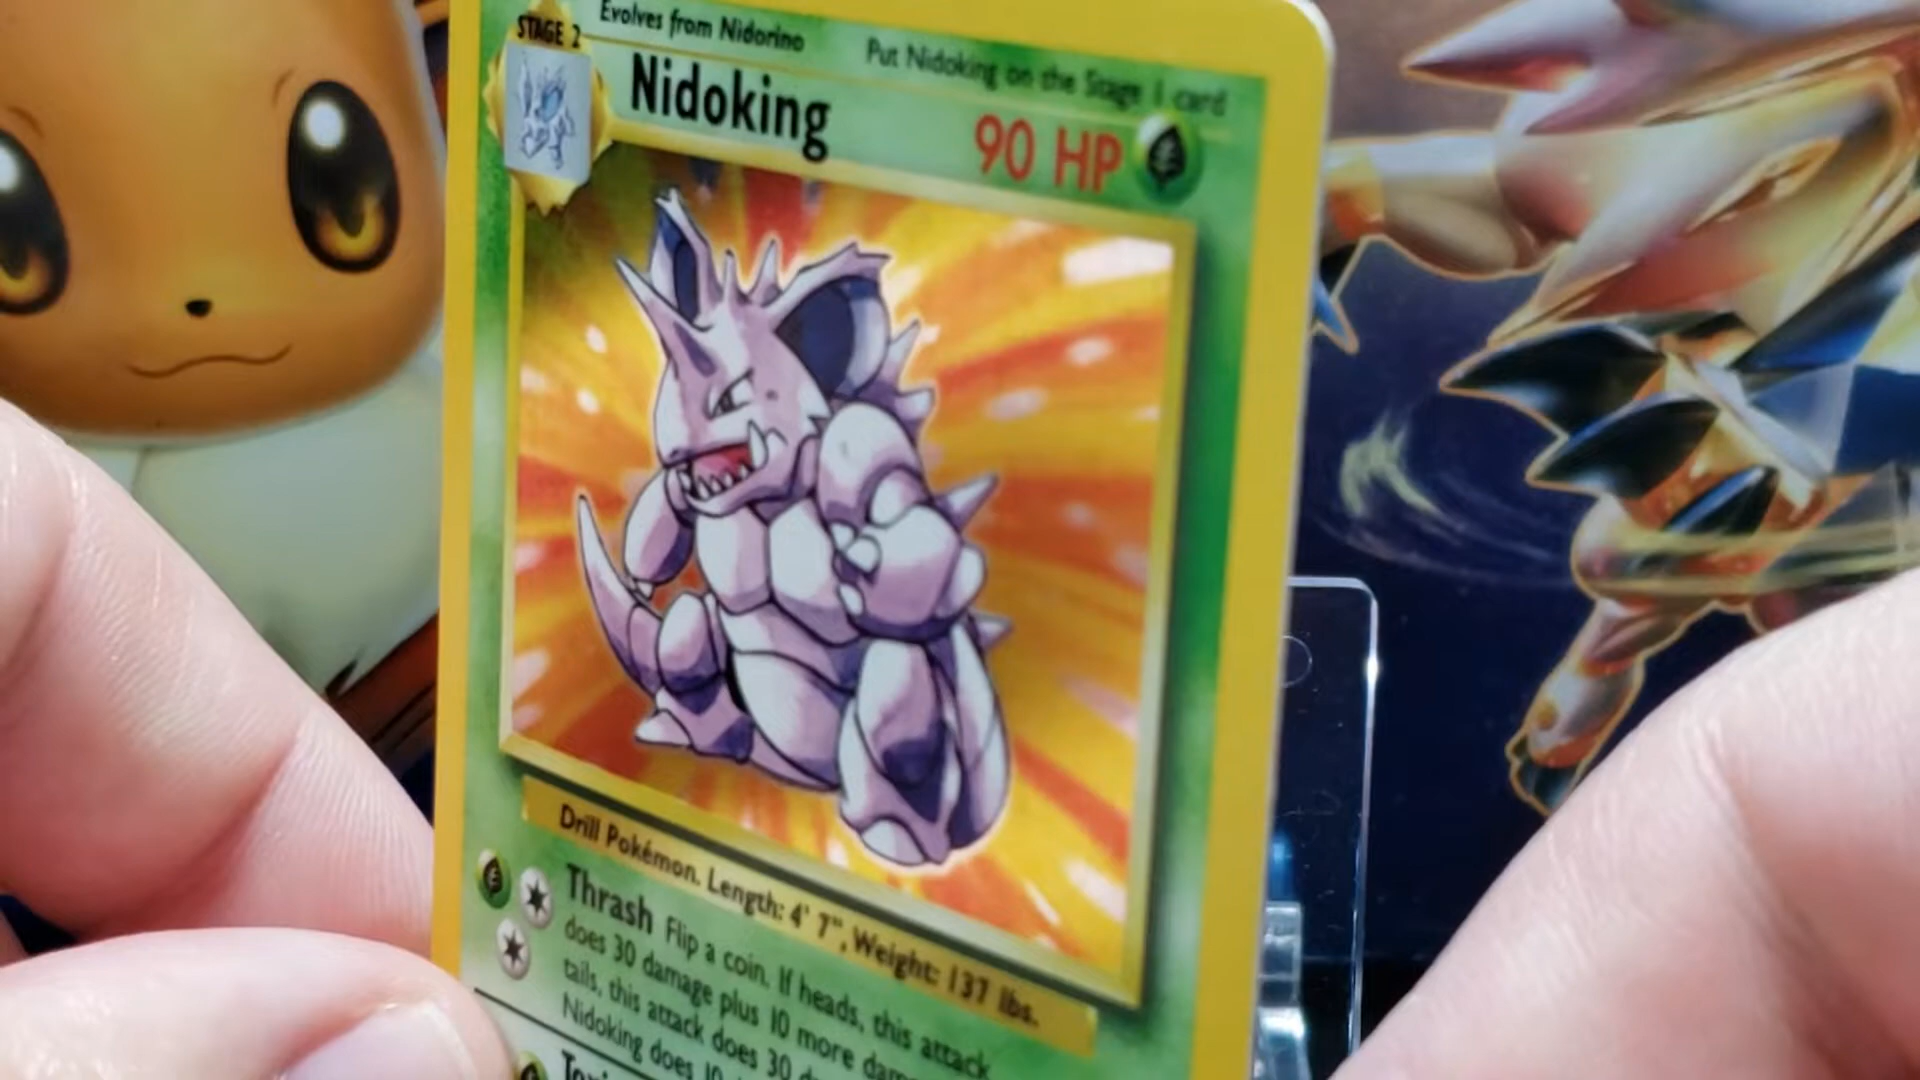 STAGE 2
Evolves from Nidorino
Put Nidoking on the Stage 1 card
Nidoking
90 HP
Drill Pokémon. Length: 4' 7", Weight: 137 lbs.
Thrash Flip a coin. If heads, this attack
does 30 damage plus 10 more
tails, this attack does 30
Nidoking does 10